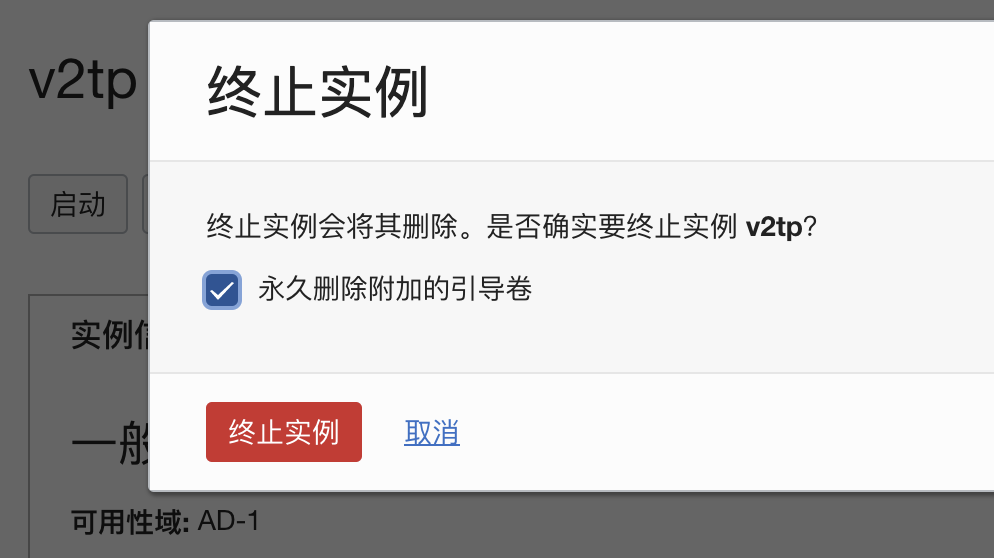 v2tp
终止实例
启动
终止实例会将其删除。是否确实要终止实例 v2tp?
永久删除附加的引导卷
实例信
终止实例 取消
一般
可用性域: AD-1